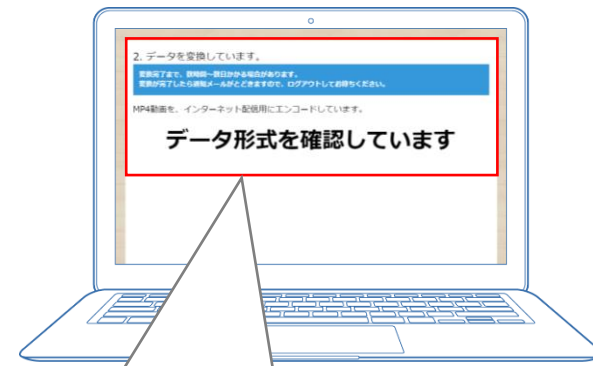 2. データを変換しています。
変換完了まで、数時間～数日かかる場合があります。
変換が完了したら通知メールがとどきますので、ログアウトしてお待ちください。
MP4動画を、インターネット配信用にエンコードしています。
データ形式を確認しています